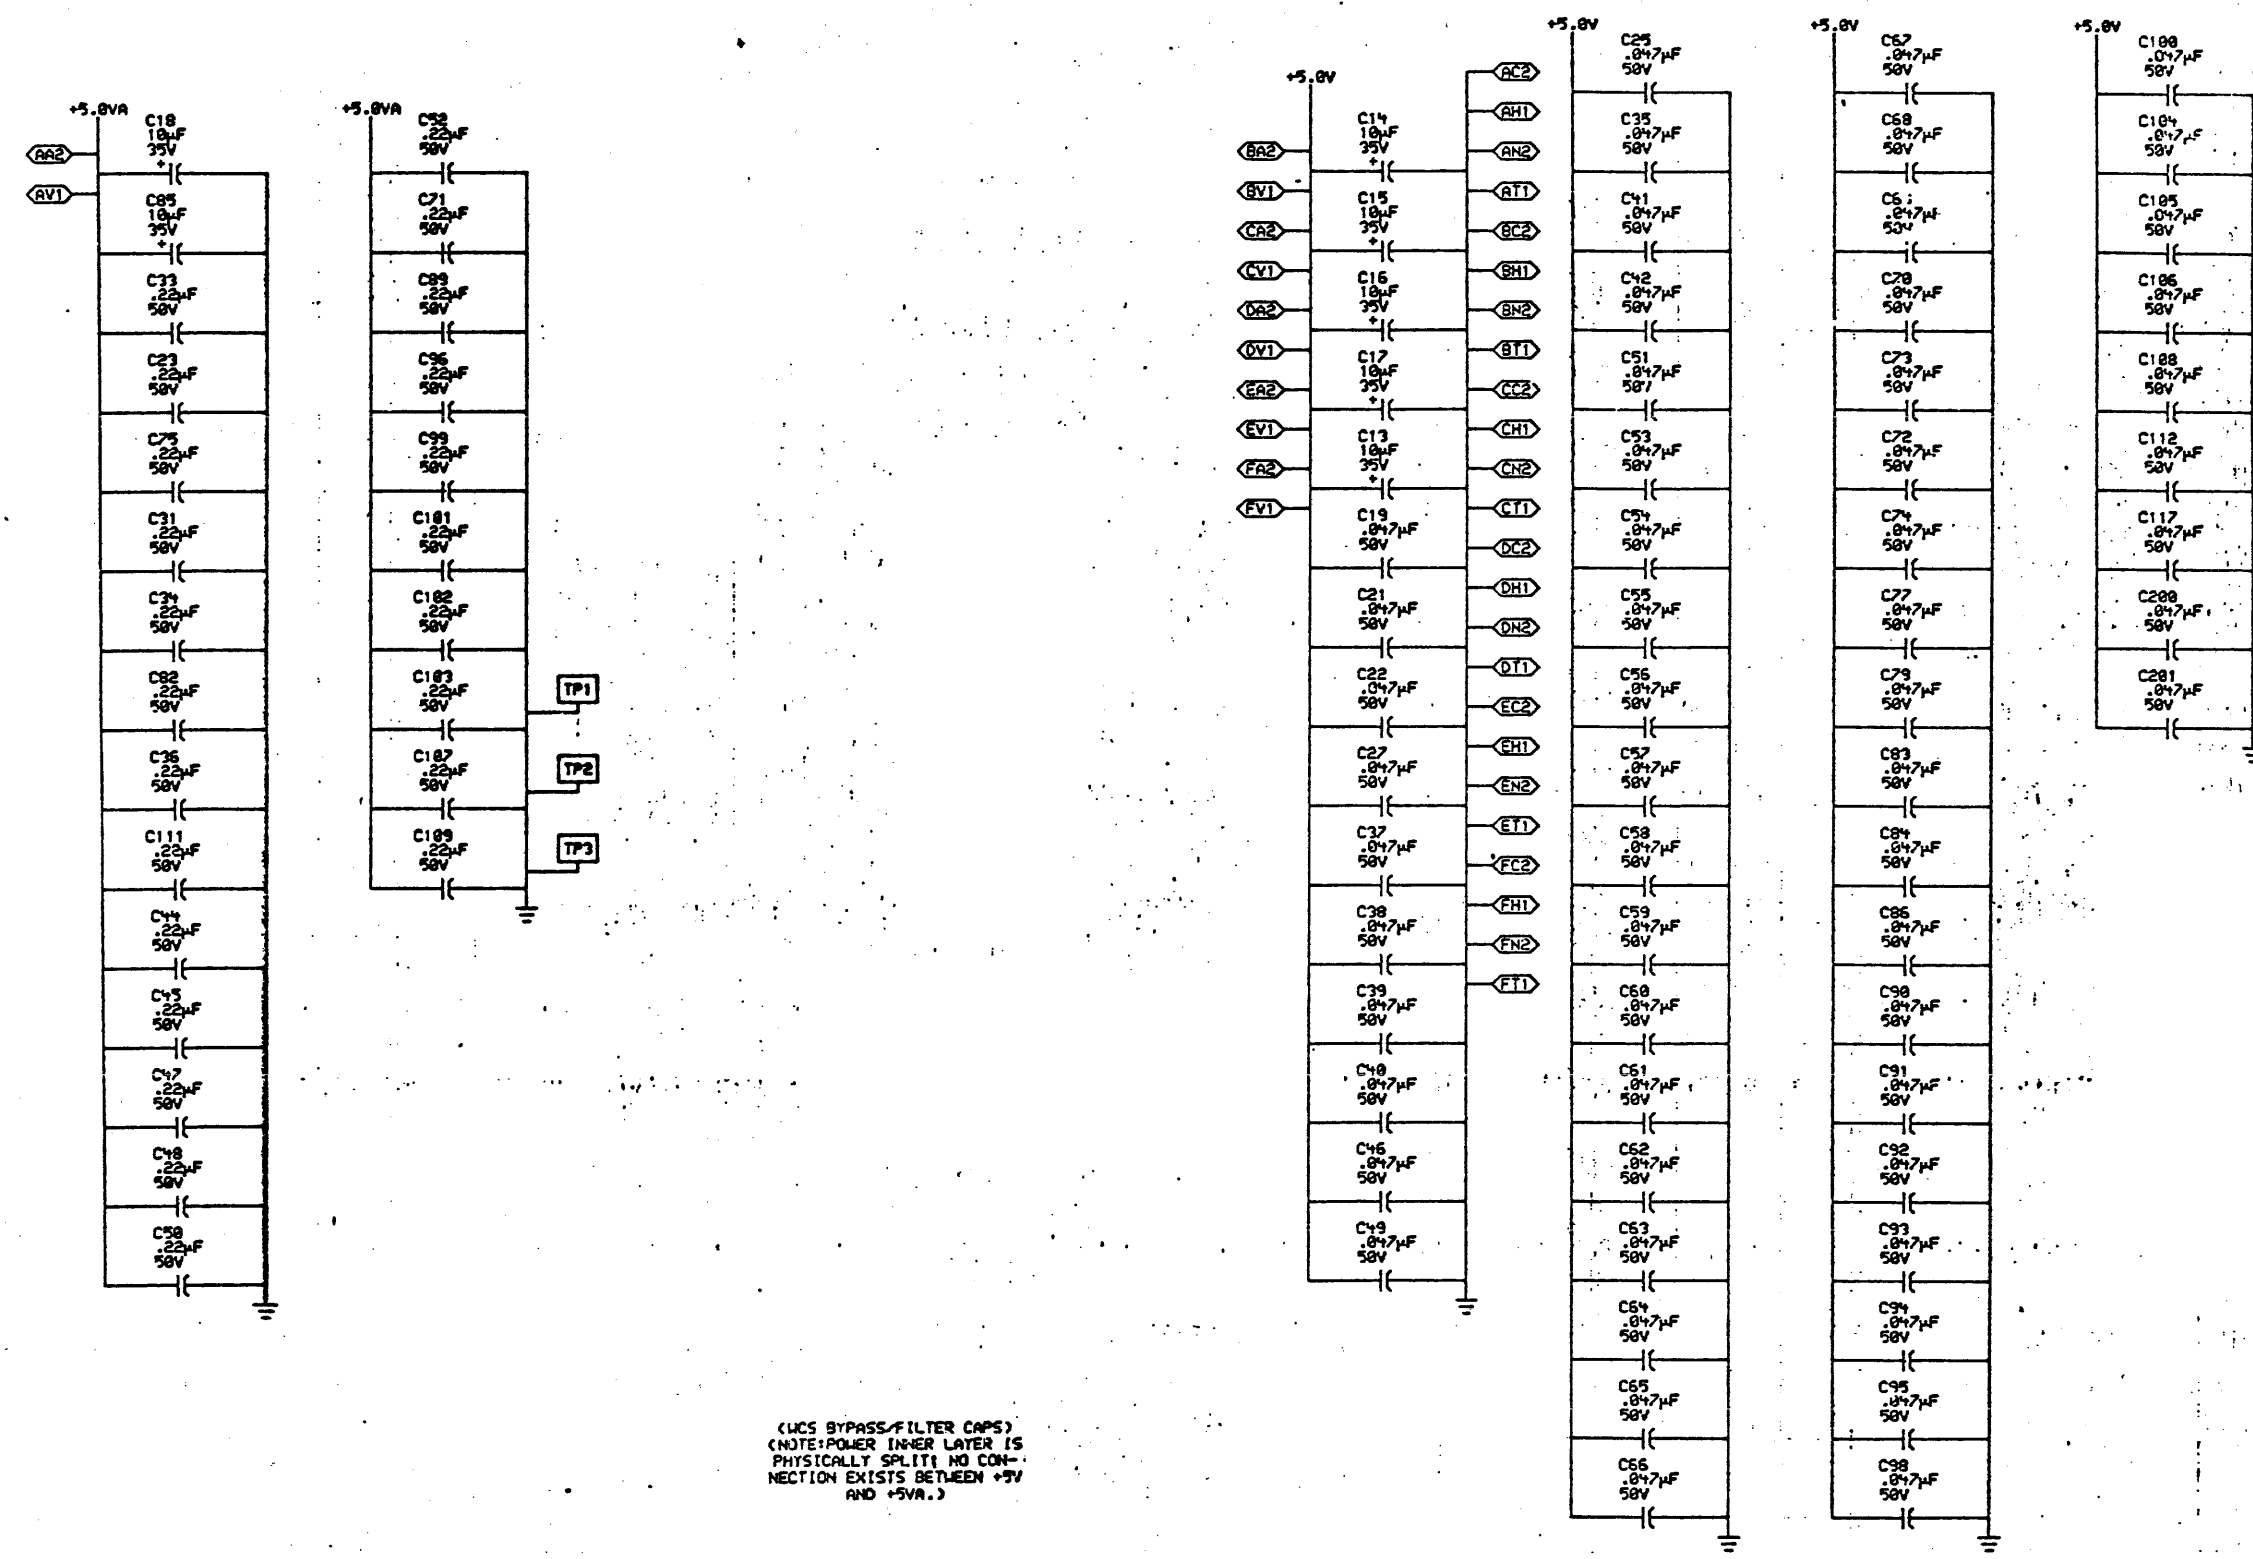 +5.0VA
AA2
AV1
C18
10µF
35V
+
C85
10µF
35V
+
C33
.22µF
50V
C23
.22µF
50V
C75
.22µF
50V
C31
.22µF
50V
C34
.22µF
50V
C82
.22µF
50V
C36
.22µF
50V
C111
.22µF
50V
C44
.22µF
50V
C45
.22µF
50V
C47
.22µF
50V
C48
.22µF
50V
C50
.22µF
50V
+5.0VA
C52
.22µF
50V
C71
.22µF
50V
C89
.22µF
50V
C96
.22µF
50V
C99
.22µF
50V
C101
.22µF
50V
C102
.22µF
50V
C103
.22µF
50V
C107
.22µF
50V
C109
.22µF
50V
TP1
TP2
TP3
(WCS BYPASS/FILTER CAPS)
(NOTE:POWER INNER LAYER IS
PHYSICALLY SPLIT; NO CON-
NECTION EXISTS BETWEEN +5V
AND +5VA.)
+5.0V
BA2
BV1
CA2
CV1
DA2
DV1
EA2
EV1
FA2
FV1
C14
10µF
35V
+
C15
10µF
35V
+
C16
10µF
35V
+
C17
10µF
35V
+
C13
10µF
35V
+
C19
.047µF
50V
C21
.047µF
50V
C22
.047µF
50V
C27
.047µF
50V
C37
.047µF
50V
C38
.047µF
50V
C39
.047µF
50V
C40
.047µF
50V
C46
.047µF
50V
C49
.047µF
50V
AC2
AH1
AN2
AT1
BC2
BH1
BN2
BT1
CC2
CH1
CN2
CT1
DC2
DH1
DN2
DT1
EC2
EH1
EN2
ET1
FC2
FH1
FN2
FT1
+5.0V
C25
.047µF
50V
C35
.047µF
50V
C41
.047µF
50V
C42
.047µF
50V
C51
.047µF
50V
C53
.047µF
50V
C54
.047µF
50V
C55
.047µF
50V
C56
.047µF
50V
C57
.047µF
50V
C58
.047µF
50V
C59
.047µF
50V
C60
.047µF
50V
C61
.047µF
50V
C62
.047µF
50V
C63
.047µF
50V
C64
.047µF
50V
C65
.047µF
50V
C66
.047µF
50V
+5.0V
C67
.047µF
50V
C68
.047µF
50V
.047µF
50V
C70
.047µF
50V
C73
.047µF
50V
C72
.047µF
50V
C74
.047µF
50V
C77
.047µF
50V
C79
.047µF
50V
C83
.047µF
50V
C84
.047µF
50V
C86
.047µF
50V
C90
.047µF
50V
C91
.047µF
50V
C92
.047µF
50V
C93
.047µF
50V
C94
.047µF
50V
C95
.047µF
50V
C98
.047µF
50V
+5.0V
C100
.047µF
50V
C104
.047µF
50V
C105
.047µF
50V
C106
.047µF
50V
C108
.047µF
50V
C112
.047µF
50V
C117
.047µF
50V
C200
.047µF
50V
C201
.047µF
50V